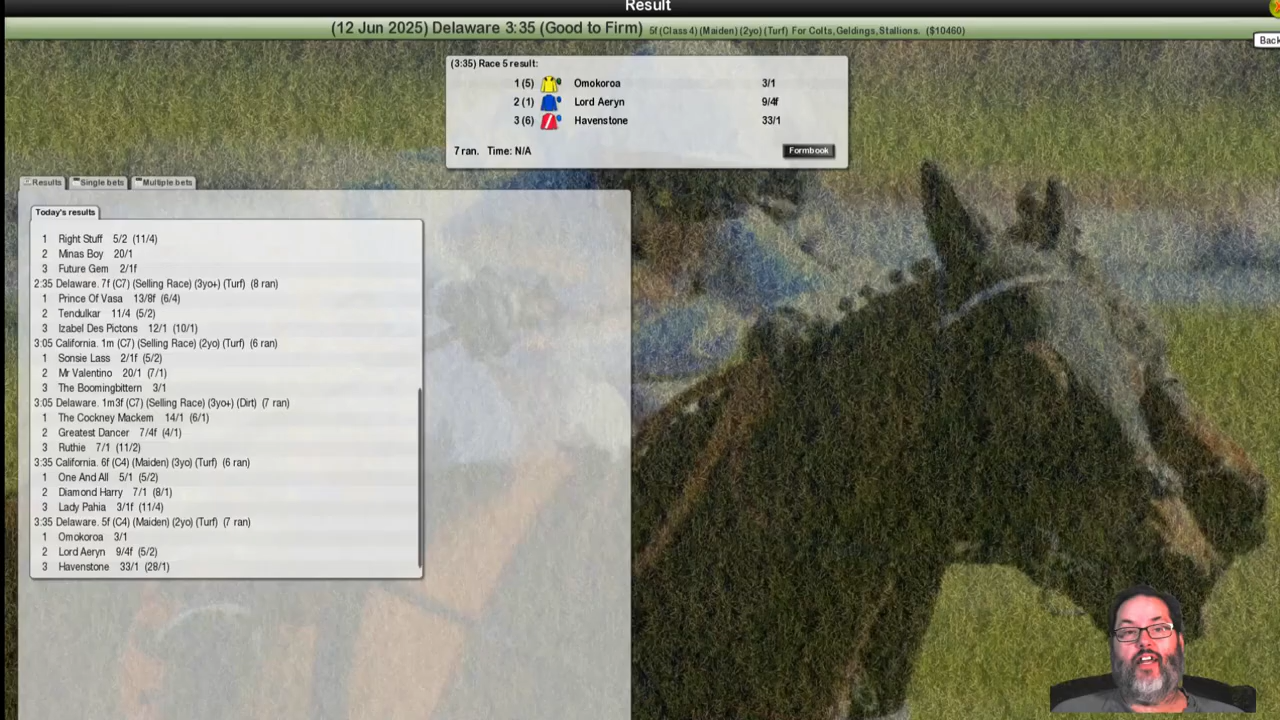 Result
(12 Jun 2025) Delaware 3:35 (Good to Firm) 5f (Class 4) (Maiden) (2yo) (Turf) For Colts, Geldings, Stallions. ($10460)
Back
(3:35) Race 5 result:
1 (5) Omokoroa 3/1
2 (1) Lord Aeryn 9/4f
3 (6) Havenstone 33/1
7 ran. Time: N/A
Formbook
Results Single bets Multiple bets
Today's results
1 Right Stuff 5/2 (11/4)
2 Minas Boy 20/1
3 Future Gem 2/1f
2:35 Delaware. 7f (C7) (Selling Race) (3yo+) (Turf) (8 ran)
1 Prince Of Vasa 13/8f (6/4)
2 Tendulkar 11/4 (5/2)
3 Izabel Des Pictons 12/1 (10/1)
3:05 California. 1m (C7) (Selling Race) (2yo) (Turf) (6 ran)
1 Sonsie Lass 2/1f (5/2)
2 Mr Valentino 20/1 (7/1)
3 The Boomingbittern 3/1
3:05 Delaware. 1m3f (C7) (Selling Race) (3yo+) (Dirt) (7 ran)
1 The Cockney Mackem 14/1 (6/1)
2 Greatest Dancer 7/4f (4/1)
3 Ruthie 7/1 (11/2)
3:35 California. 6f (C4) (Maiden) (3yo) (Turf) (6 ran)
1 One And All 5/1 (5/2)
2 Diamond Harry 7/1 (8/1)
3 Lady Pahia 3/1f (11/4)
3:35 Delaware. 5f (C4) (Maiden) (2yo) (Turf) (7 ran)
1 Omokoroa 3/1
2 Lord Aeryn 9/4f (5/2)
3 Havenstone 33/1 (28/1)